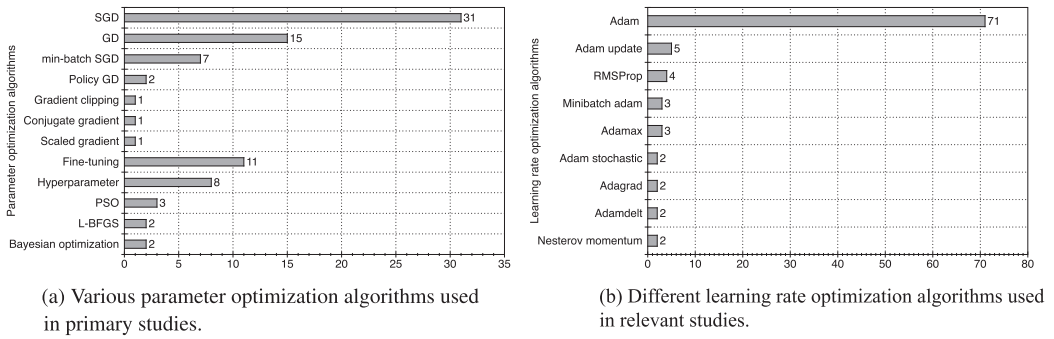 Parameter optimization algorithms
SGD 31
GD 15
min-batch SGD 7
Policy GD 2
Gradient clipping 1
Conjugate gradient 1
Scaled gradient 1
Fine-tuning 11
Hyperparameter 8
PSO 3
L-BFGS 2
Bayesian optimization 2
0 5 10 15 20 25 30 35
(a) Various parameter optimization algorithms used
in primary studies.
Learning rate optimization algorithms
Adam 71
Adam update 5
RMSProp 4
Minibatch adam 3
Adamax 3
Adam stochastic 2
Adagrad 2
Adamdelt 2
Nesterov momentum 2
0 10 20 30 40 50 60 70 80
(b) Different learning rate optimization algorithms used
in relevant studies.